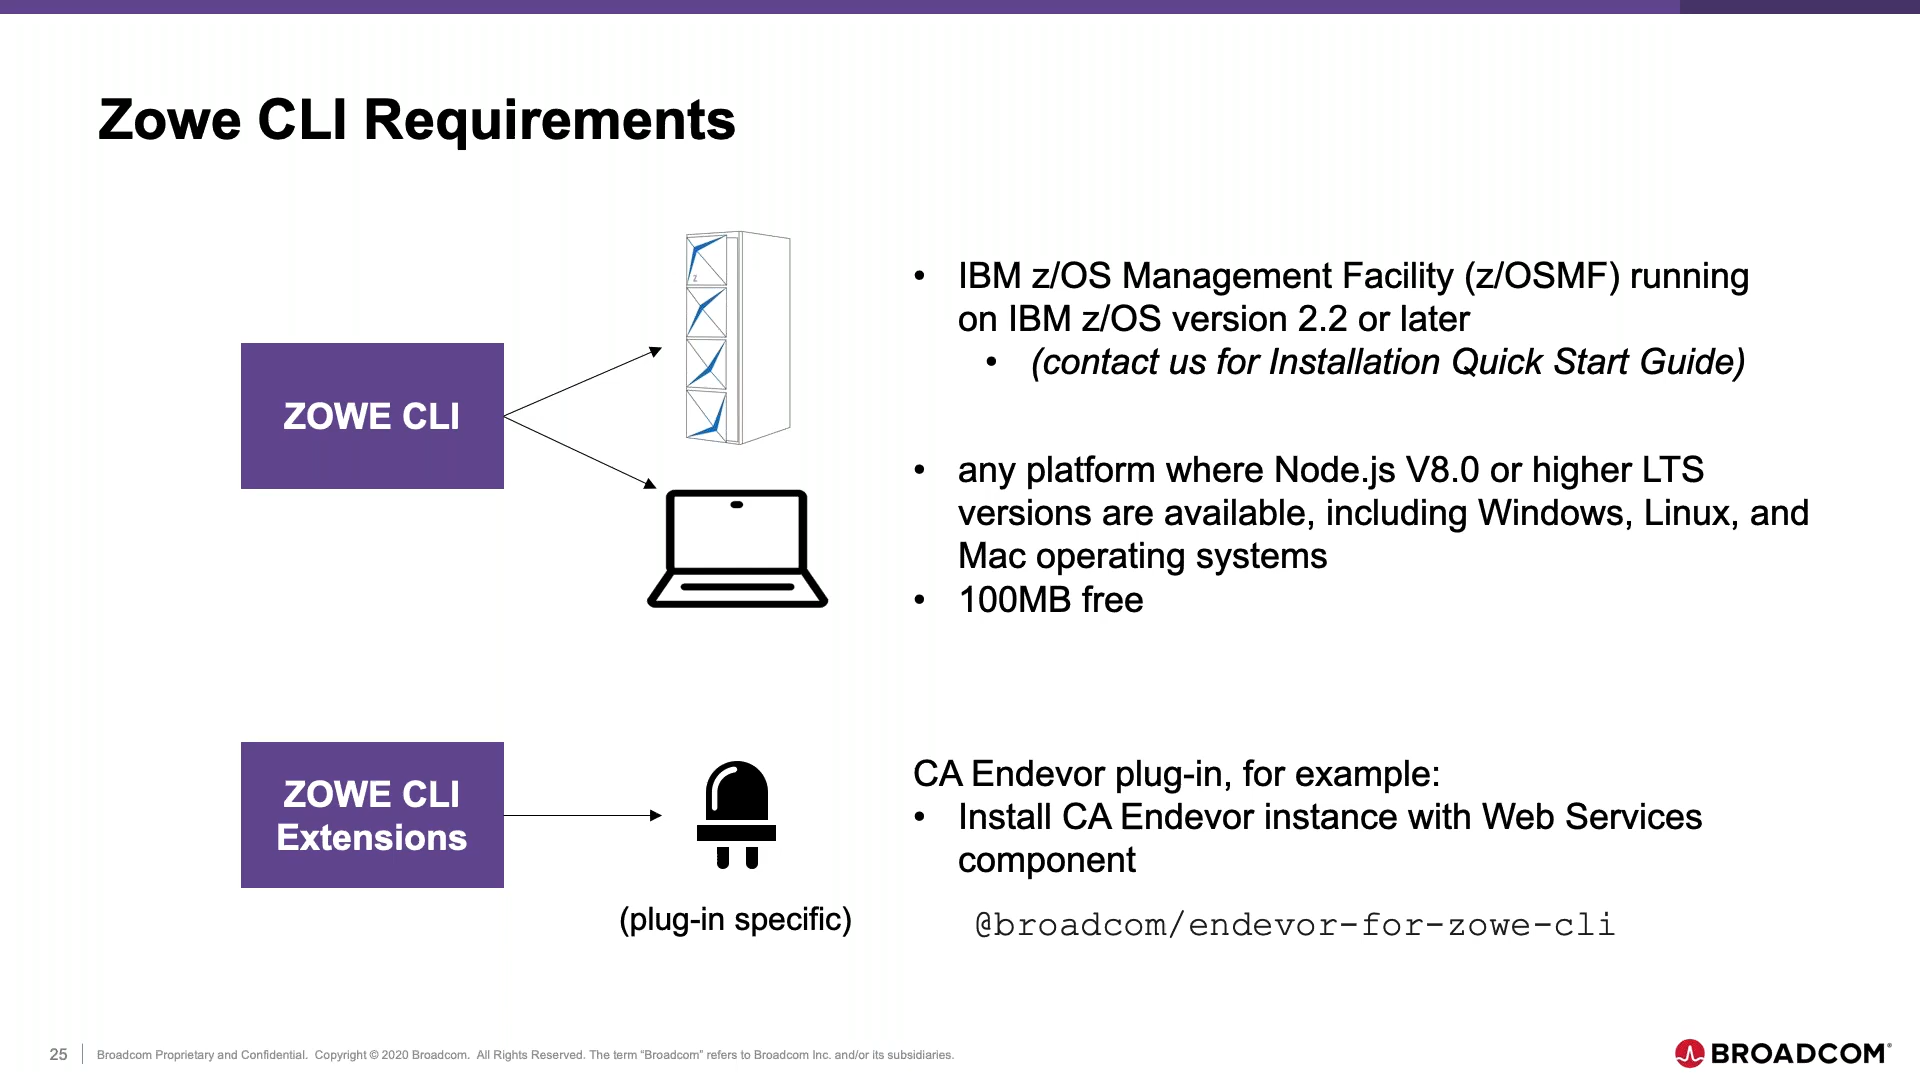 Zowe CLI Requirements
ZOWE CLI
• IBM z/OS Management Facility (z/OSMF) running
on IBM z/OS version 2.2 or later
• (contact us for Installation Quick Start Guide)
• any platform where Node.js V8.0 or higher LTS
versions are available, including Windows, Linux, and
Mac operating systems
• 100MB free
ZOWE CLI
Extensions
(plug-in specific)
CA Endevor plug-in, for example:
• Install CA Endevor instance with Web Services
component
@broadcom/endevor-for-zowe-cli
25
Broadcom Proprietary and Confidential. Copyright © 2020 Broadcom. All Rights Reserved. The term “Broadcom” refers to Broadcom Inc. and/or its subsidiaries.
BROADCOM®